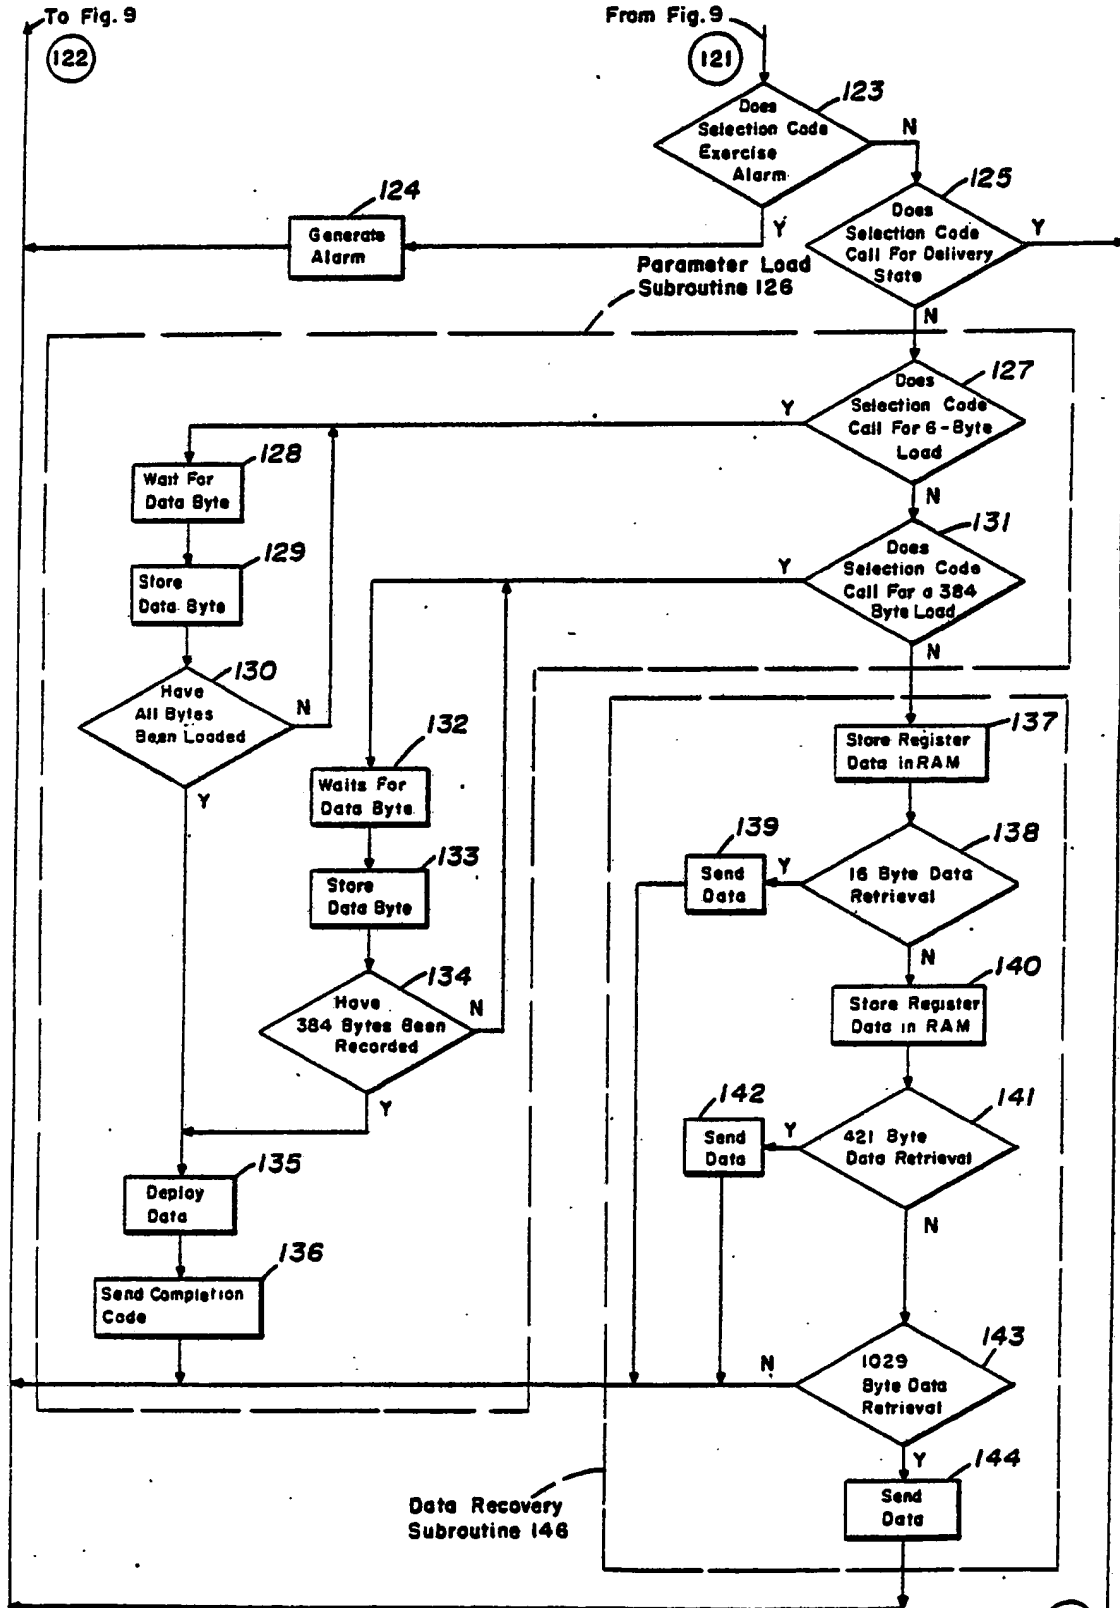 To Fig. 9
122
From Fig. 9
121
123
Does
Selection Code
Exercise
Alarm
N
Y
124
Generate
Alarm
125
Does
Selection Code
Call For Delivery
State
Y
N
Parameter Load
Subroutine 126
127
Does
Selection Code
Call For 6-Byte
Load
Y
N
128
Wait For
Data Byte
129
Store
Data Byte
130
Have
All Bytes
Been Loaded
N
Y
131
Does
Selection Code
Call For a 384
Byte Load
Y
N
132
Waits For
Data Byte
133
Store
Data Byte
134
Have
384 Bytes Been
Recorded
N
Y
135
Deploy
Data
136
Send Completion
Code
137
Store Register
Data in RAM
138
16 Byte Data
Retrieval
Y
N
139
Send
Data
140
Store Register
Data in RAM
141
421 Byte
Data Retrieval
Y
N
142
Send
Data
143
1029
Byte Data
Retrieval
N
Y
144
Send
Data
Data Recovery
Subroutine 146